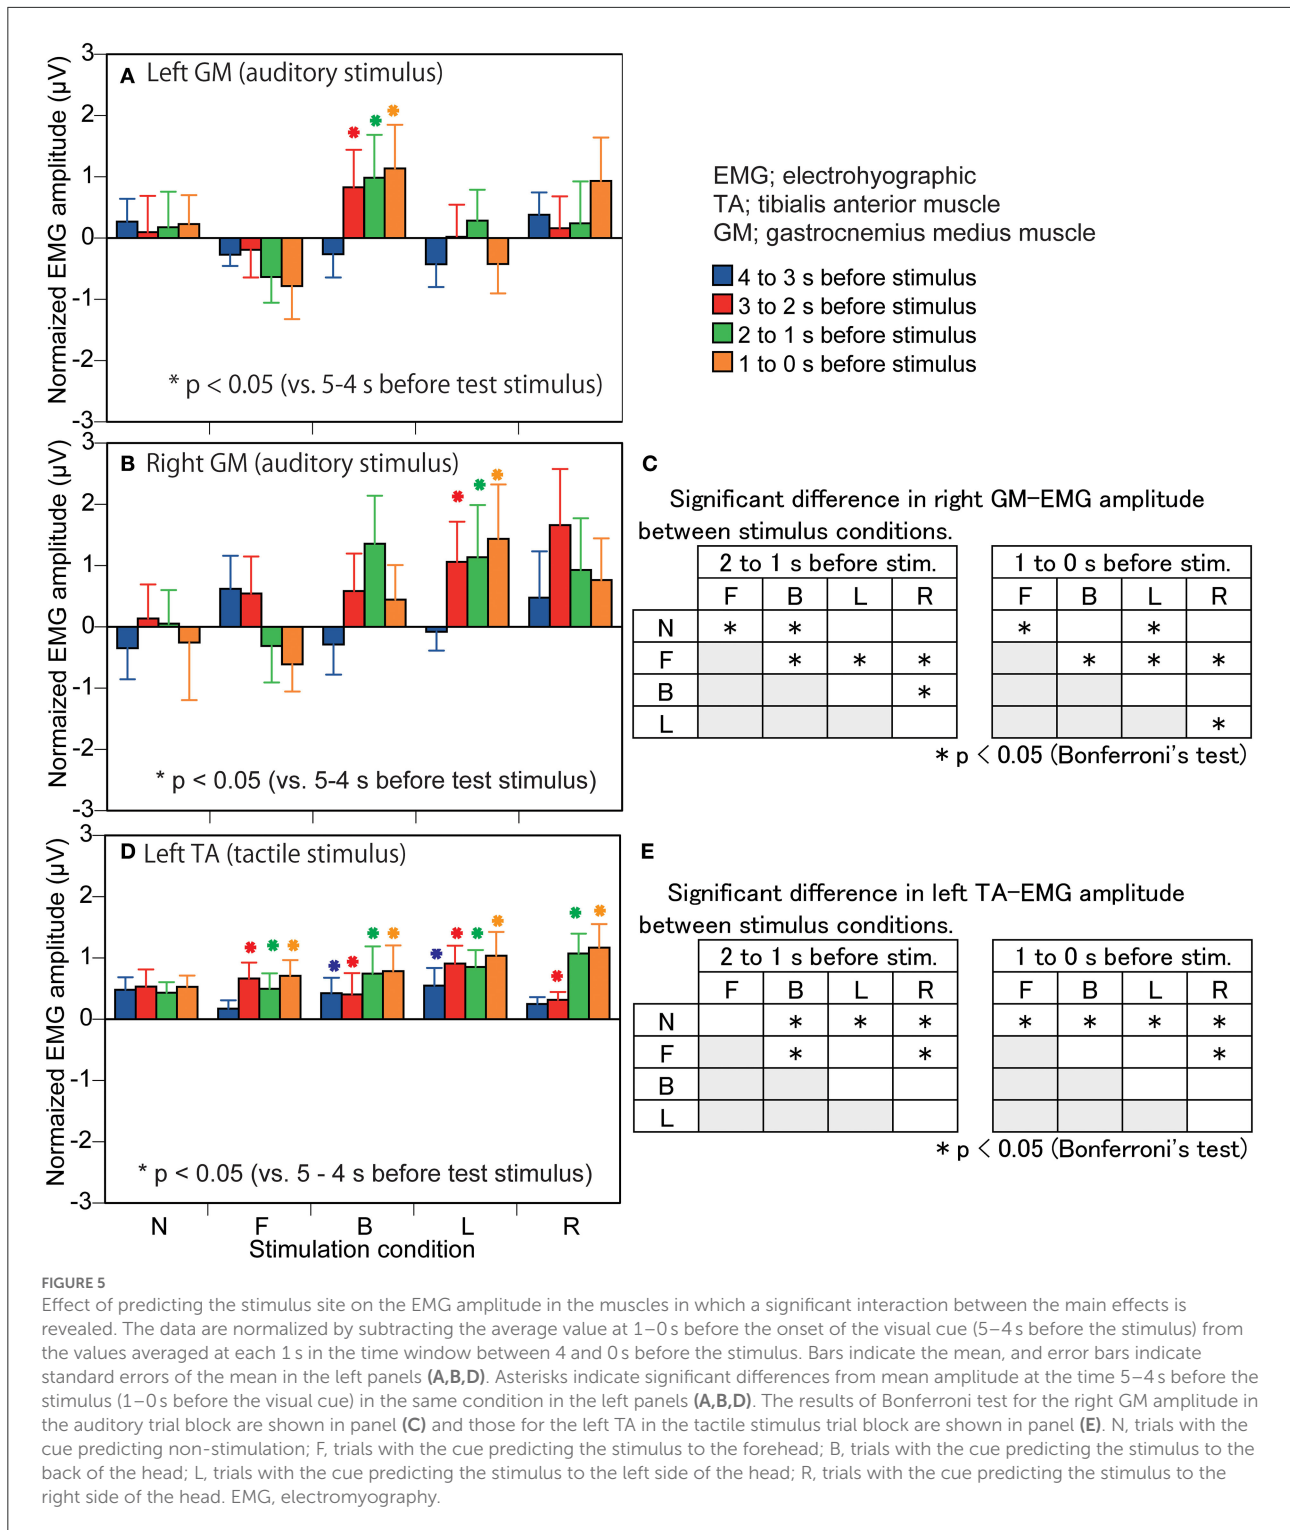 A Left GM (auditory stimulus)
Normaized EMG amplitude (µV)
3
2
1
0
-1
-2
-3
* * *
* p < 0.05 (vs. 5-4 s before test stimulus)
EMG; electrohyographic
TA; tibialis anterior muscle
GM; gastrocnemius medius muscle
4 to 3 s before stimulus
3 to 2 s before stimulus
2 to 1 s before stimulus
1 to 0 s before stimulus
B Right GM (auditory stimulus)
Normaized EMG amplitude (µV)
3
2
1
0
-1
-2
-3
* * *
* p < 0.05 (vs. 5-4 s before test stimulus)
C
Significant difference in right GM-EMG amplitude
between stimulus conditions.
2 to 1 s before stim.
F B L R
N * *
F * * *
B *
L
1 to 0 s before stim.
F B L R
* *
* * *
*
* p < 0.05 (Bonferroni's test)
D Left TA (tactile stimulus)
Normaized EMG amplitude (µV)
3
2
1
0
-1
-2
-3
* * * * * * * * * * * * * *
* p < 0.05 (vs. 5 - 4 s before test stimulus)
N F B L R
Stimulation condition
E
Significant difference in left TA-EMG amplitude
between stimulus conditions.
2 to 1 s before stim.
F B L R
N * * *
F * *
B
L
1 to 0 s before stim.
F B L R
* * * *
*
* p < 0.05 (Bonferroni's test)
FIGURE 5
Effect of predicting the stimulus site on the EMG amplitude in the muscles in which a significant interaction between the main effects is
revealed. The data are normalized by subtracting the average value at 1–0 s before the onset of the visual cue (5–4 s before the stimulus) from
the values averaged at each 1 s in the time window between 4 and 0 s before the stimulus. Bars indicate the mean, and error bars indicate
standard errors of the mean in the left panels (A,B,D). Asterisks indicate significant differences from mean amplitude at the time 5–4 s before the
stimulus (1–0 s before the visual cue) in the same condition in the left panels (A,B,D). The results of Bonferroni test for the right GM amplitude in
the auditory trial block are shown in panel (C) and those for the left TA in the tactile stimulus trial block are shown in panel (E). N, trials with the
cue predicting non-stimulation; F, trials with the cue predicting the stimulus to the forehead; B, trials with the cue predicting the stimulus to the
back of the head; L, trials with the cue predicting the stimulus to the left side of the head; R, trials with the cue predicting the stimulus to the
right side of the head. EMG, electromyography.